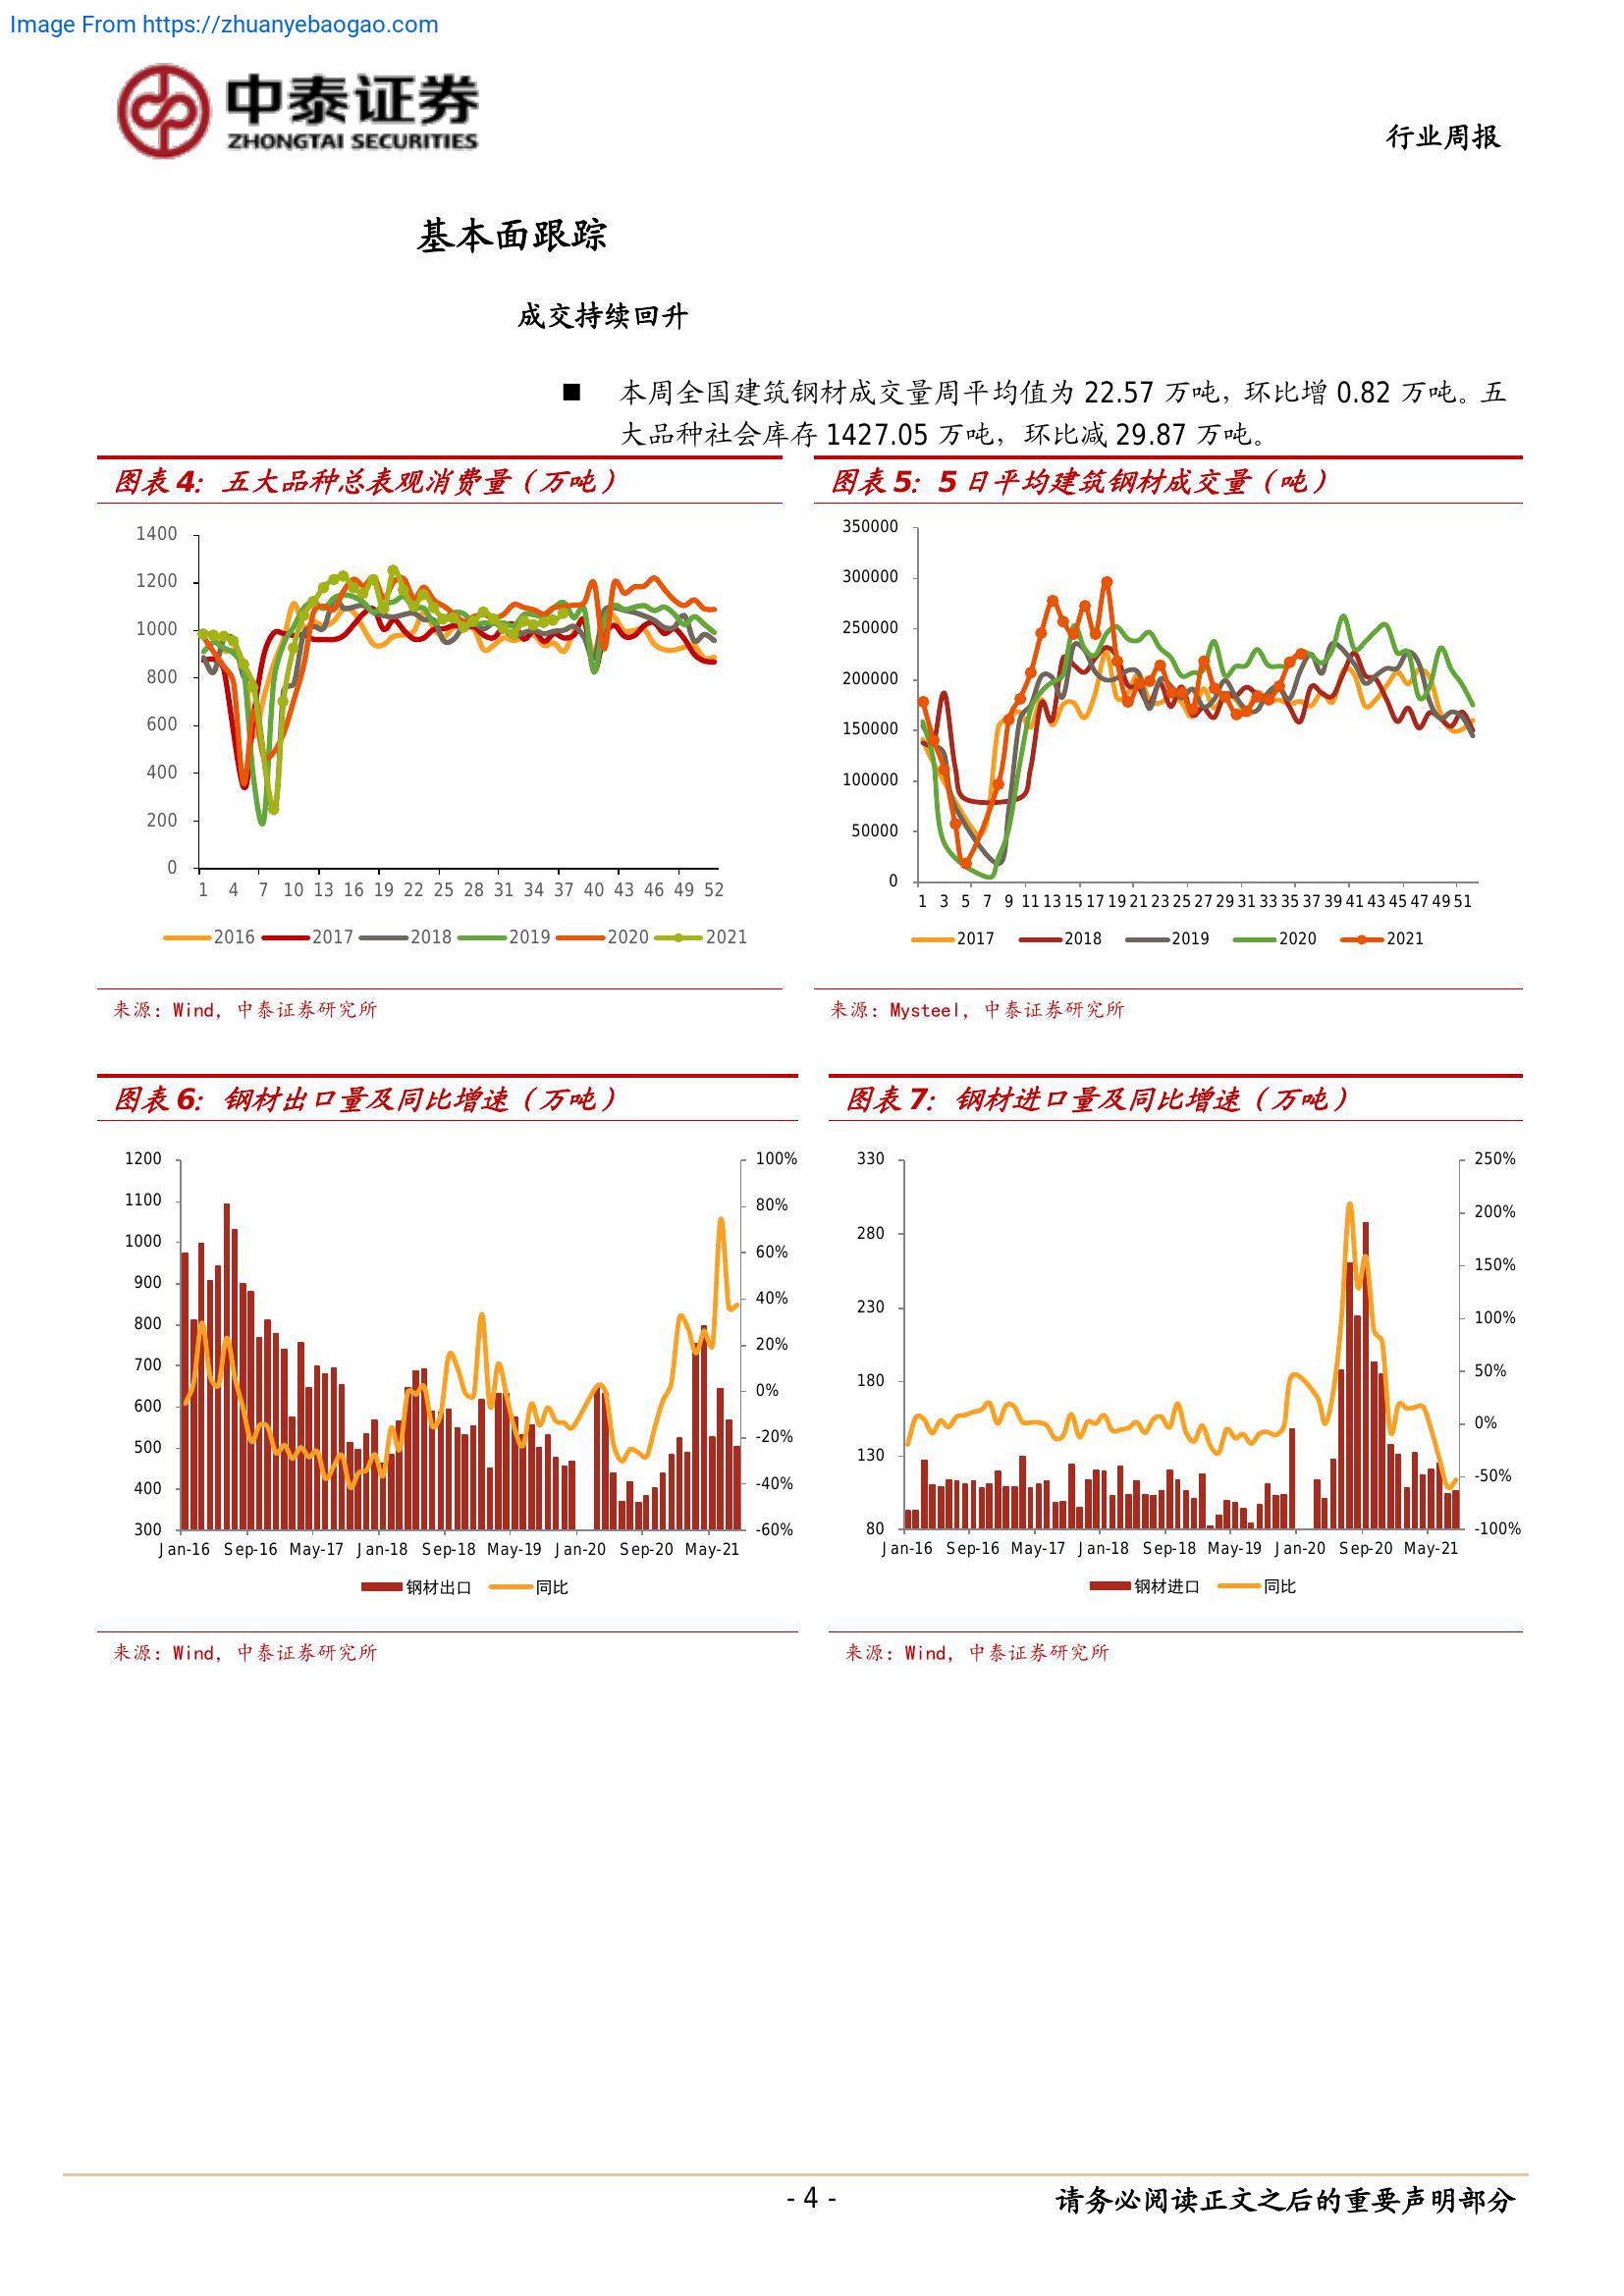 Image From https://zhuanyebaogao.com
中泰证券
ZHONGTAI SECURITIES
行业周报
基本面跟踪
成交持续回升
■ 本周全国建筑钢材成交量周平均值为 22.57 万吨，环比增 0.82 万吨。五
大品种社会库存 1427.05 万吨，环比减 29.87 万吨。
图表 4：五大品种总表观消费量（万吨）
1400
1200
1000
800
600
400
200
0
1 4 7 10 13 16 19 22 25 28 31 34 37 40 43 46 49 52
2016 2017 2018 2019 2020 2021
来源：Wind，中泰证券研究所
图表 5：5 日平均建筑钢材成交量（吨）
350000
300000
250000
200000
150000
100000
50000
0
1 3 5 7 9 11 13 15 17 19 21 23 25 27 29 31 33 35 37 39 41 43 45 47 49 51
2017 2018 2019 2020 2021
来源：Mysteel，中泰证券研究所
图表 6：钢材出口量及同比增速（万吨）
1200
1100
1000
900
800
700
600
500
400
300
100%
80%
60%
40%
20%
0%
-20%
-40%
-60%
Jan-16 Sep-16 May-17 Jan-18 Sep-18 May-19 Jan-20 Sep-20 May-21
钢材出口 同比
来源：Wind，中泰证券研究所
图表 7：钢材进口量及同比增速（万吨）
330
280
230
180
130
80
250%
200%
150%
100%
50%
0%
-50%
-100%
Jan-16 Sep-16 May-17 Jan-18 Sep-18 May-19 Jan-20 Sep-20 May-21
钢材进口 同比
来源：Wind，中泰证券研究所
- 4 -
请务必阅读正文之后的重要声明部分